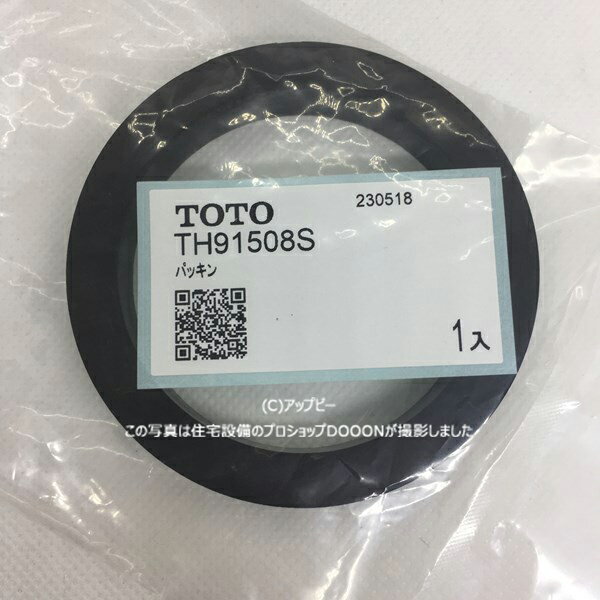 TOTO 230518
TH91508S
パッキン
1入
(C)アップビー
この写真は住宅設備のプロショップDOOONが撮影しました